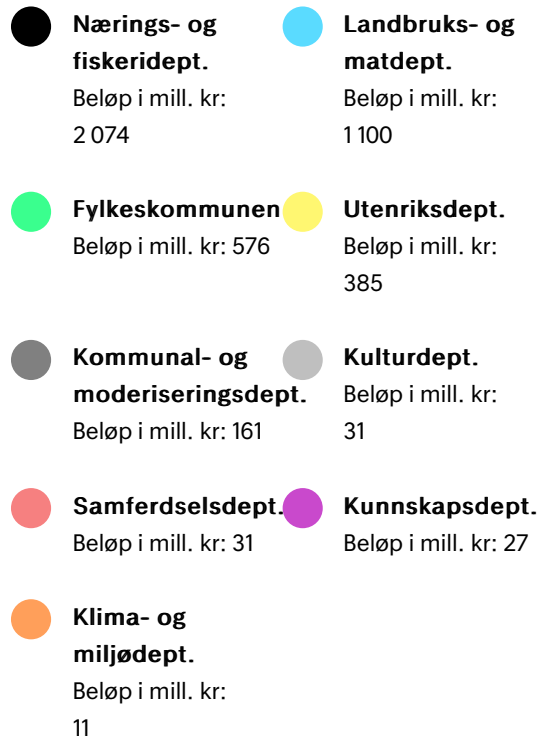 Nærings- og
fiskeridept.
Beløp i mill. kr:
2 074
Landbruks- og
matdept.
Beløp i mill. kr:
1 100
Fylkeskommunen
Beløp i mill. kr: 576
Utenriksdept.
Beløp i mill. kr:
385
Kommunal- og
moderiseringsdept.
Beløp i mill. kr: 161
Kulturdept.
Beløp i mill. kr:
31
Samferdselsdept.
Beløp i mill. kr: 31
Kunnskapsdept.
Beløp i mill. kr: 27
Klima- og
miljødept.
Beløp i mill. kr:
11